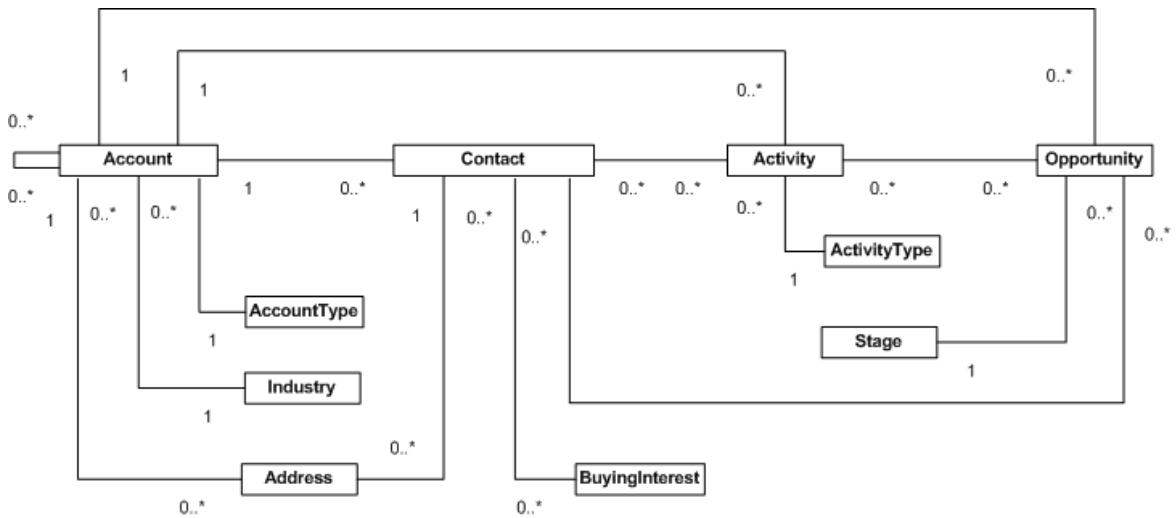 1
0..*
1
0..*
0..*
Account
Contact
Activity
Opportunity
0..*
1
0..*
0..*
0..*
0..*
0..*
1
0..*
0..*
1
0..*
0..*
0..*
0..*
0..*
ActivityType
1
AccountType
1
Stage
1
Industry
1
0..*
Address
BuyingInterest
0..*
0..*